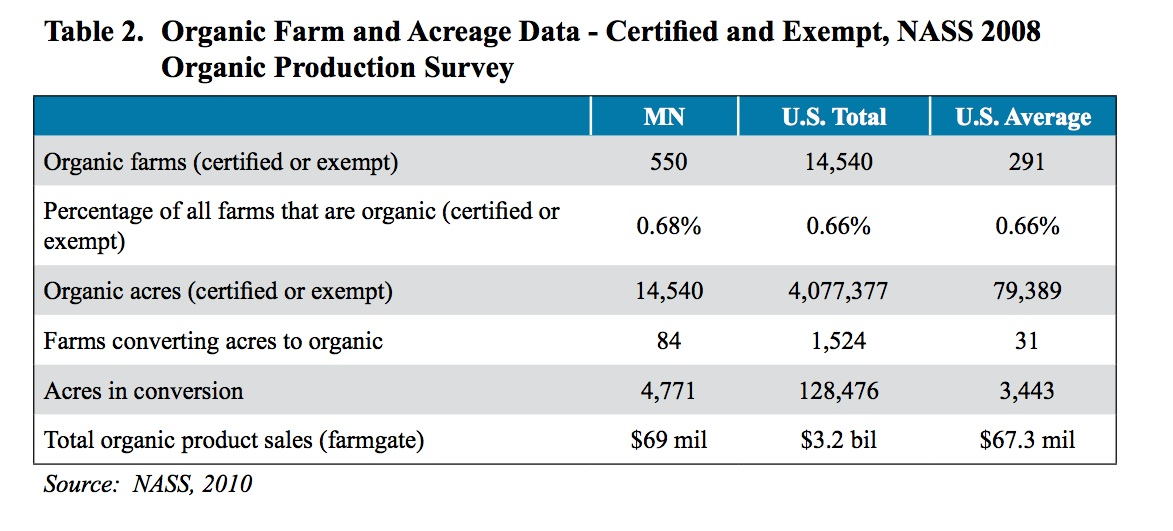 Table 2. Organic Farm and Acreage Data - Certified and Exempt, NASS 2008
Organic Production Survey
MN U.S. Total U.S. Average
Organic farms (certified or exempt) 550 14,540 291
Percentage of all farms that are organic (certified or
exempt) 0.68% 0.66% 0.66%
Organic acres (certified or exempt) 14,540 4,077,377 79,389
Farms converting acres to organic 84 1,524 31
Acres in conversion 4,771 128,476 3,443
Total organic product sales (farmgate) $69 mil $3.2 bil $67.3 mil
Source: NASS, 2010